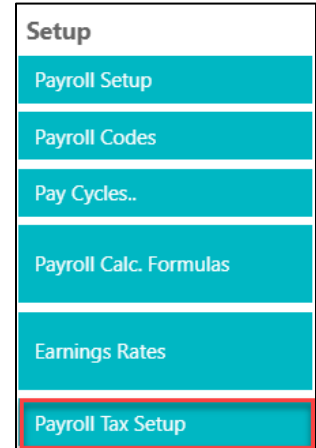 Setup
Payroll Setup
Payroll Codes
Pay Cycles..
Payroll Calc. Formulas
Earnings Rates
Payroll Tax Setup